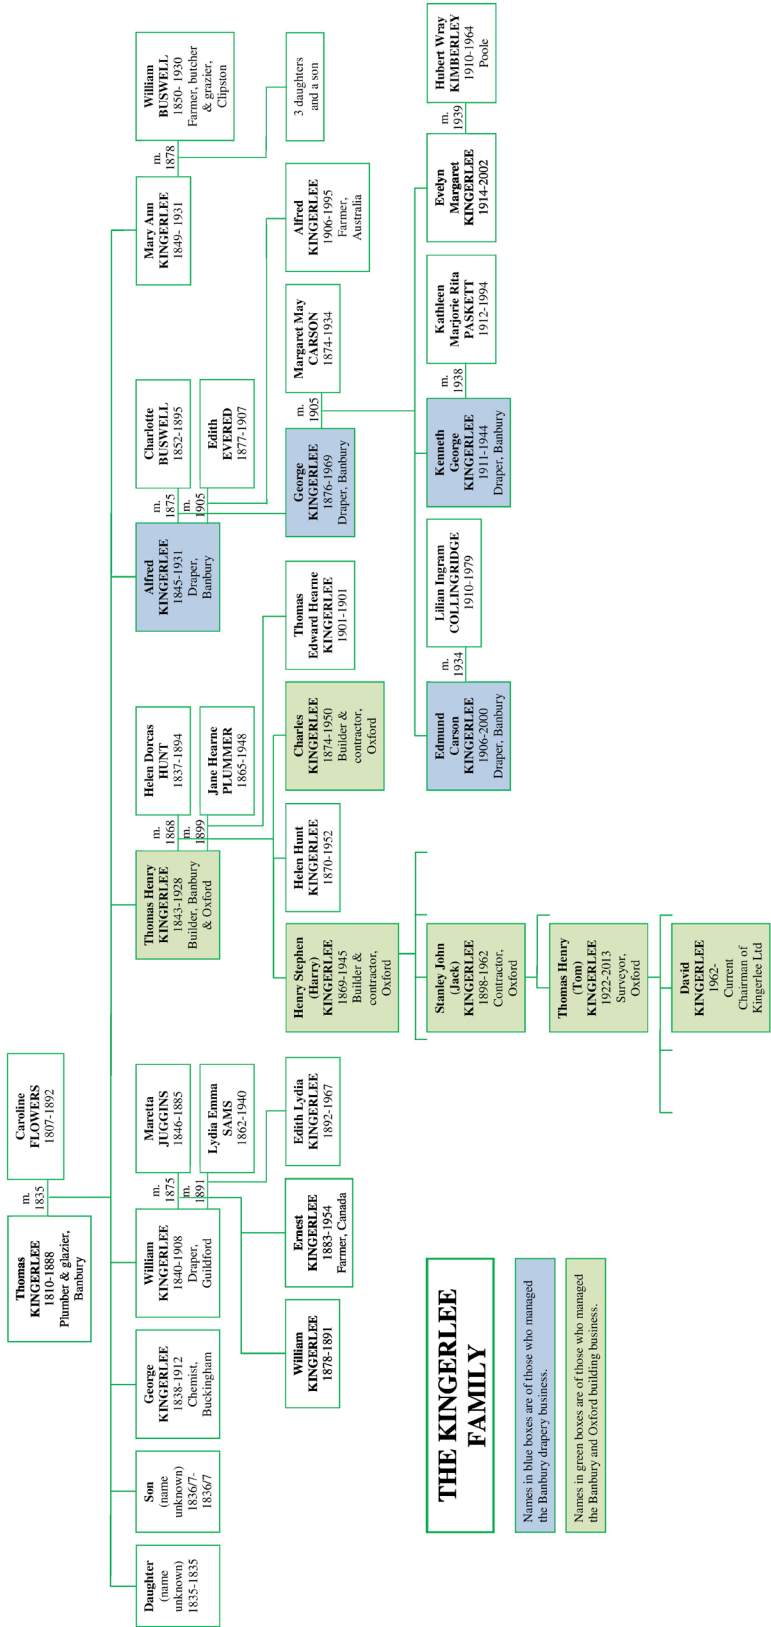 Thomas
KINGERLEE
1810-1888
Plumber & glazier,
Banbury
m.
1835
Caroline
FLOWERS
1807-1892
Daughter
(name
unknown)
1835-1835
Son
(name
unknown)
1836/7-
1836/7
George
KINGERLEE
1838-1912
Chemist,
Buckingham
William
KINGERLEE
1840-1908
Draper,
Guildford
m.
1875
Maretta
JUGGINS
1846-1885
m.
1891
Lydia Emma
SAMS
1862-1940
Thomas Henry
KINGERLEE
1843-1928
Builder, Banbury
& Oxford
m.
1868
Helen Dorcas
HUNT
1837-1894
m.
1899
Jane Hearne
PLUMMER
1865-1948
Alfred
KINGERLEE
1845-1931
Draper,
Banbury
m.
1875
Charlotte
BUSWELL
1852-1895
m.
1905
Edith
EVERED
1877-1907
Mary Ann
KINGERLEE
1849- 1931
m.
1878
William
BUSWELL
1850- 1930
Farmer, butcher
& grazier,
Clipston
William
KINGERLEE
1878-1891
Ernest
KINGERLEE
1883-1954
Farmer, Canada
Edith Lydia
KINGERLEE
1892-1967
Henry Stephen
(Harry)
KINGERLEE
1869-1945
Builder &
contractor,
Oxford
Helen Hunt
KINGERLEE
1870-1952
Charles
KINGERLEE
1874-1950
Builder &
contractor,
Oxford
Thomas
Edward Hearne
KINGERLEE
1901-1901
George
KINGERLEE
1876-1969
Draper, Banbury
m.
1905
Margaret May
CARSON
1874-1934
Alfred
KINGERLEE
1906-1995
Farmer,
Australia
3 daughters
and a son
Stanley John
(Jack)
KINGERLEE
1898-1962
Contractor,
Oxford
Edmund
Carson
KINGERLEE
1906-2000
Draper, Banbury
m.
1934
Lilian Ingram
COLLINGRIDGE
1910-1979
Kenneth
George
KINGERLEE
1911-1944
Draper, Banbury
m.
1938
Kathleen
Marjorie Rita
PASKETT
1912-1994
Evelyn
Margaret
KINGERLEE
1914-2002
m.
1939
Hubert Wray
KIMBERLEY
1910-1964
Poole
Thomas Henry
(Tom)
KINGERLEE
1922-2013
Surveyor,
Oxford
David
KINGERLEE
1962-
Current
Chairman of
Kingerlee Ltd
THE KINGERLEE
FAMILY
Names in blue boxes are of those who managed
the Banbury drapery business.
Names in green boxes are of those who managed
the Banbury and Oxford building business.